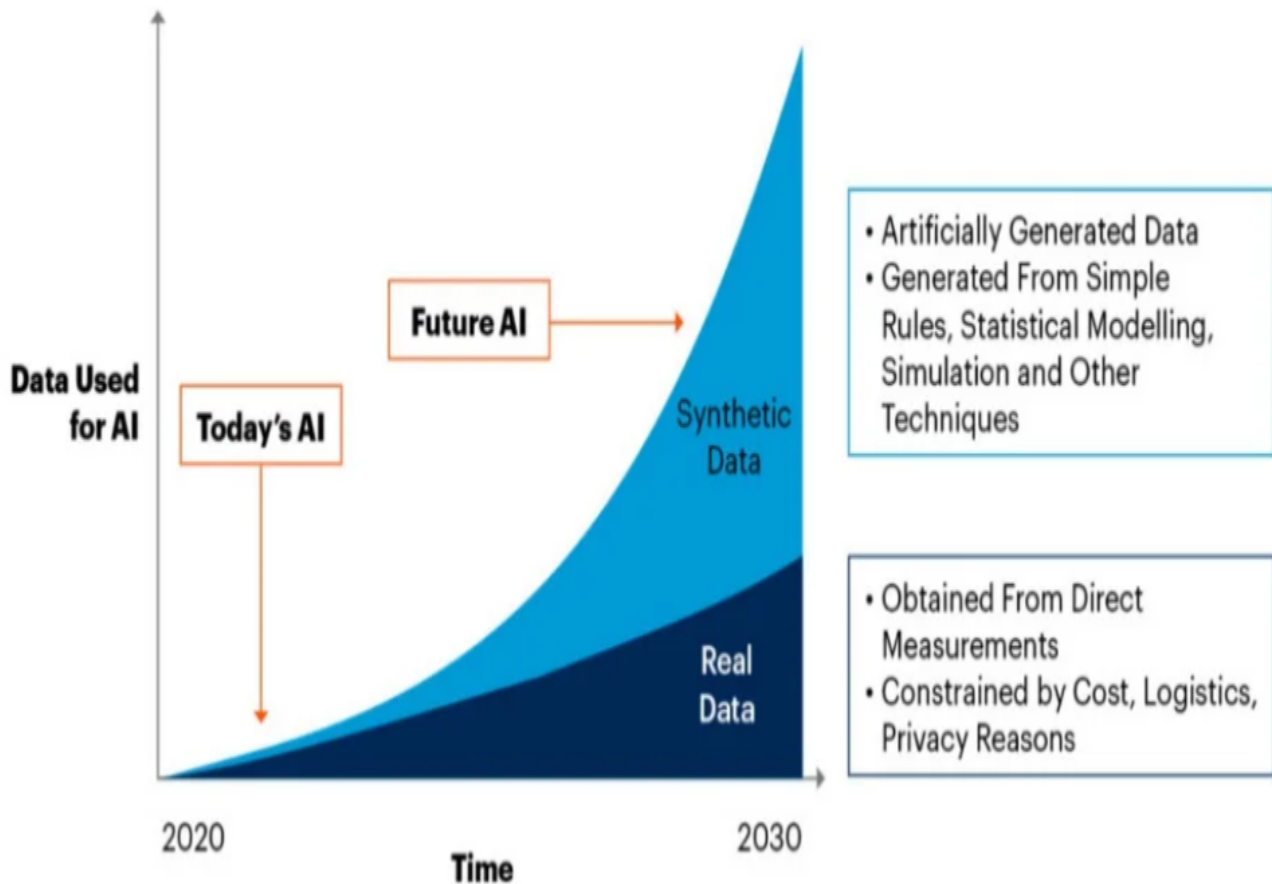 Data Used
for AI
Today's AI
Future AI
Synthetic
Data
Real
Data
2020
2030
Time
• Artificially Generated Data
• Generated From Simple
Rules, Statistical Modelling,
Simulation and Other
Techniques
• Obtained From Direct
Measurements
• Constrained by Cost, Logistics,
Privacy Reasons